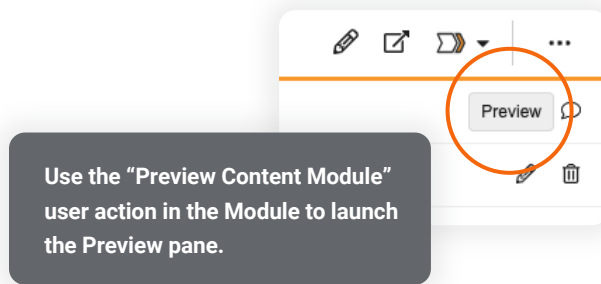 Preview
Use the “Preview Content Module”
user action in the Module to launch
the Preview pane.